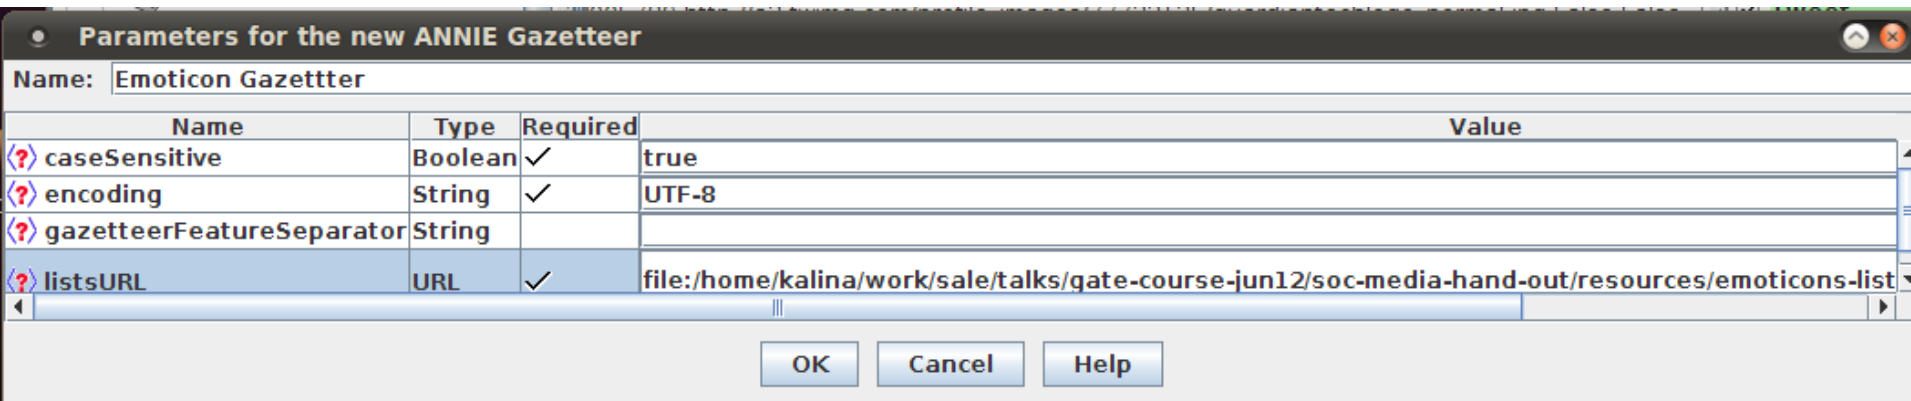 Parameters for the new ANNIE Gazetteer
Name: Emoticon Gazettter
Name Type Required Value
caseSensitive Boolean ✓ true
encoding String ✓ UTF-8
gazetteerFeatureSeparator String
listsURL URL ✓ file:/home/kalina/work/sale/talks/gate-course-jun12/soc-media-hand-out/resources/emoticons-list
OK Cancel Help